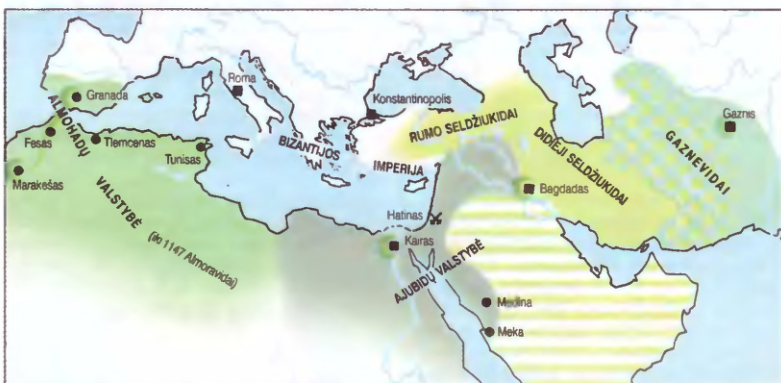 Roma
Konstantinopolis
Granada
ALMOHADŲ
VALSTYBĖ
(iki 1147 Almoravidai)
Fesas
Tlemcenas
Tunisas
Marakešas
BIZANTIJOS
IMPERIJA
RUMO SELDŽIUKIDAI
DIDIEJI SELDŽIUKIDAI
GAZNEVIDAI
Gaznis
Bagdadas
Hatinas
Kairas
AJUBIDŲ VALSTYBĖ
Medina
Meka